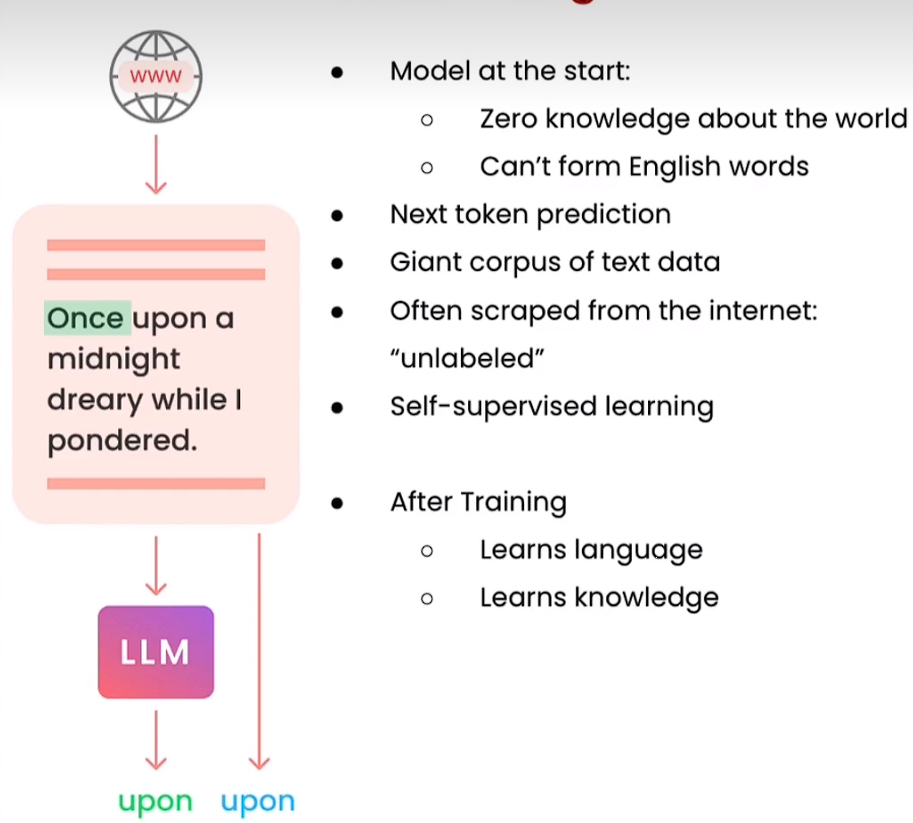 www
Once upon a
midnight
dreary while I
pondered.
LLM
upon upon
Model at the start:
Zero knowledge about the world
Can't form English words
Next token prediction
Giant corpus of text data
Often scraped from the internet:
“unlabeled”
Self-supervised learning
After Training
Learns language
Learns knowledge